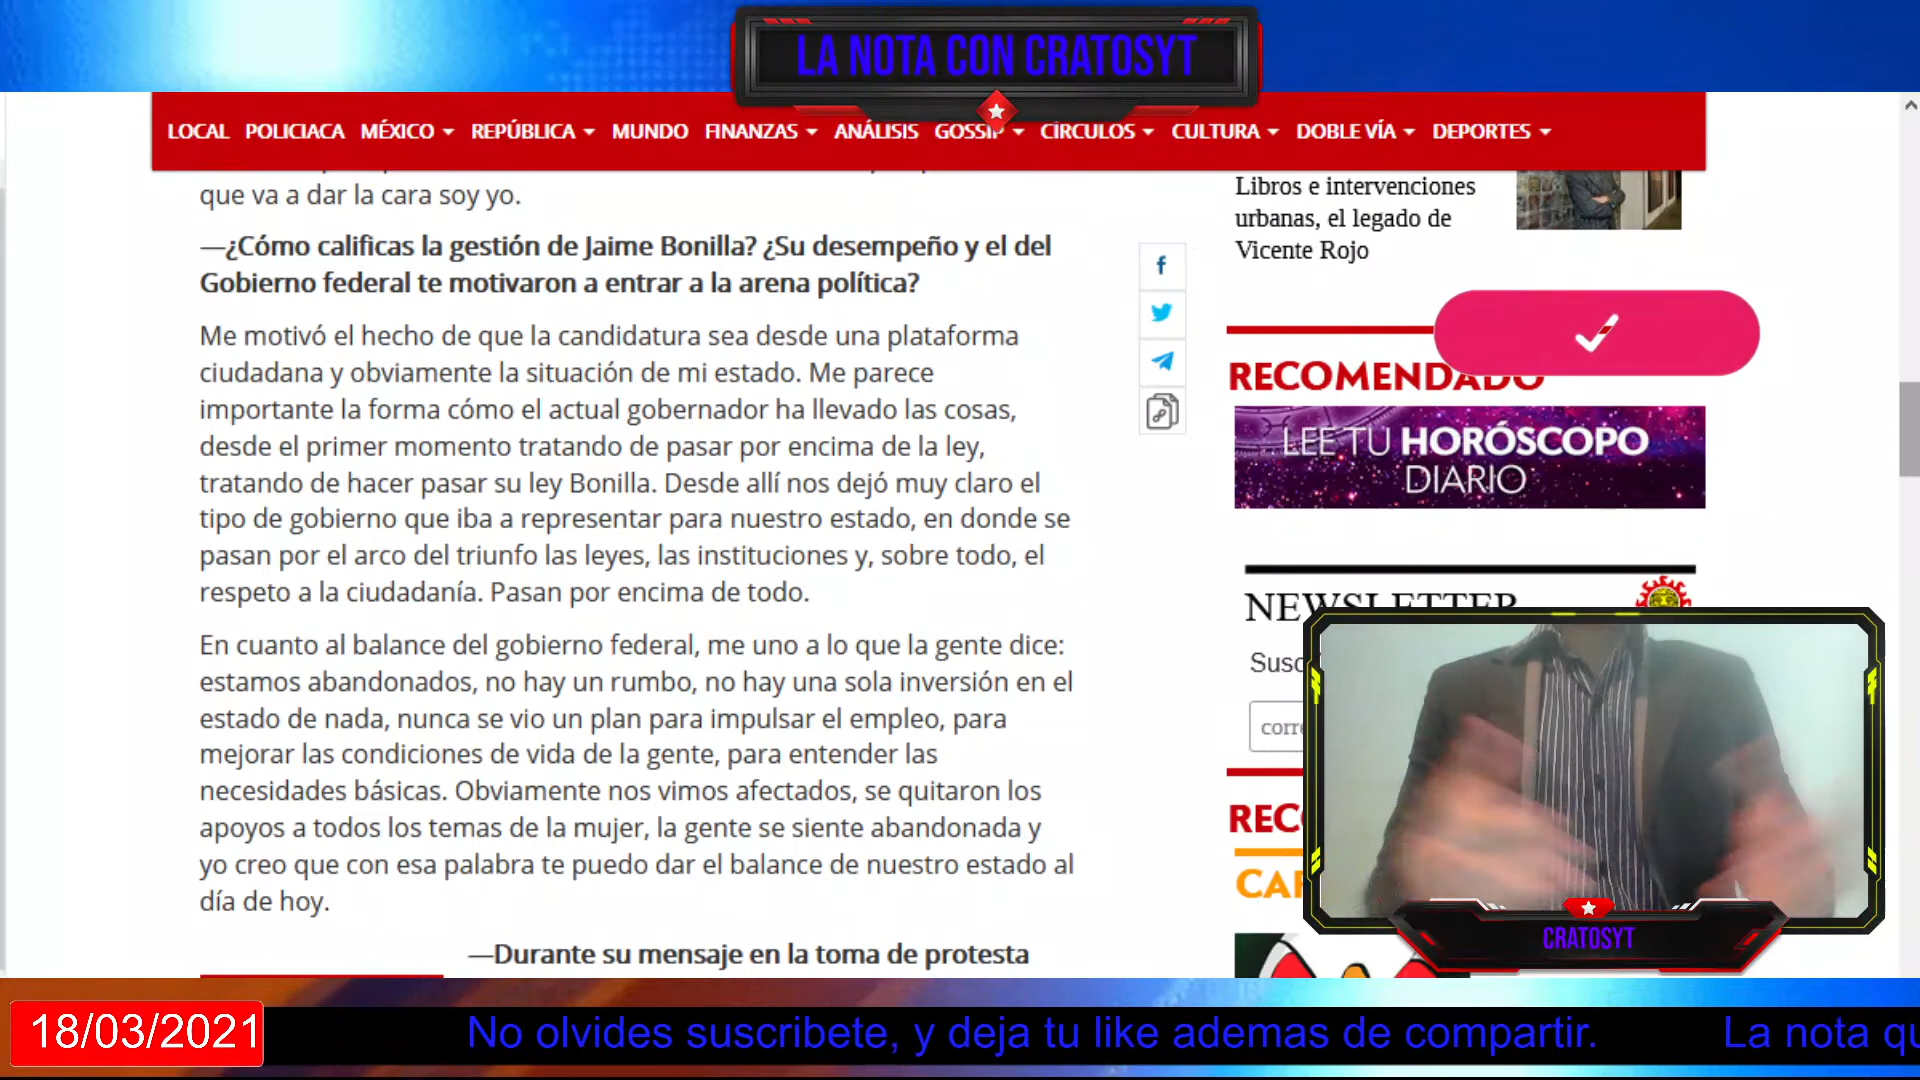 LA NOTA CON CRATOSYT
LOCAL POLICIACA MÉXICO REPÚBLICA MUNDO FINANZAS ANÁLISIS GOSSIP CÍRCULOS CULTURA DOBLE VÍA DEPORTES
que va a dar la cara soy yo.
—¿Cómo calificas la gestión de Jaime Bonilla? ¿Su desempeño y el del
Gobierno federal te motivaron a entrar a la arena política?
Me motivó el hecho de que la candidatura sea desde una plataforma
ciudadana y obviamente la situación de mi estado. Me parece
importante la forma cómo el actual gobernador ha llevado las cosas,
desde el primer momento tratando de pasar por encima de la ley,
tratando de hacer pasar su ley Bonilla. Desde allí nos dejó muy claro el
tipo de gobierno que iba a representar para nuestro estado, en donde se
pasan por el arco del triunfo las leyes, las instituciones y, sobre todo, el
respeto a la ciudadanía. Pasan por encima de todo.
En cuanto al balance del gobierno federal, me uno a lo que la gente dice:
estamos abandonados, no hay un rumbo, no hay una sola inversión en el
estado de nada, nunca se vio un plan para impulsar el empleo, para
mejorar las condiciones de vida de la gente, para entender las
necesidades básicas. Obviamente nos vimos afectados, se quitaron los
apoyos a todos los temas de la mujer, la gente se siente abandonada y
yo creo que con esa palabra te puedo dar el balance de nuestro estado al
día de hoy.
—Durante su mensaje en la toma de protesta
Libros e intervenciones
urbanas, el legado de
Vicente Rojo
RECOMENDADO
LEE TU HORÓSCOPO
DIARIO
NEWSLETTER
Susc
corre
REC
CAR
CRATOSYT
18/03/2021
No olvides suscribete, y deja tu like ademas de compartir.
La nota qu